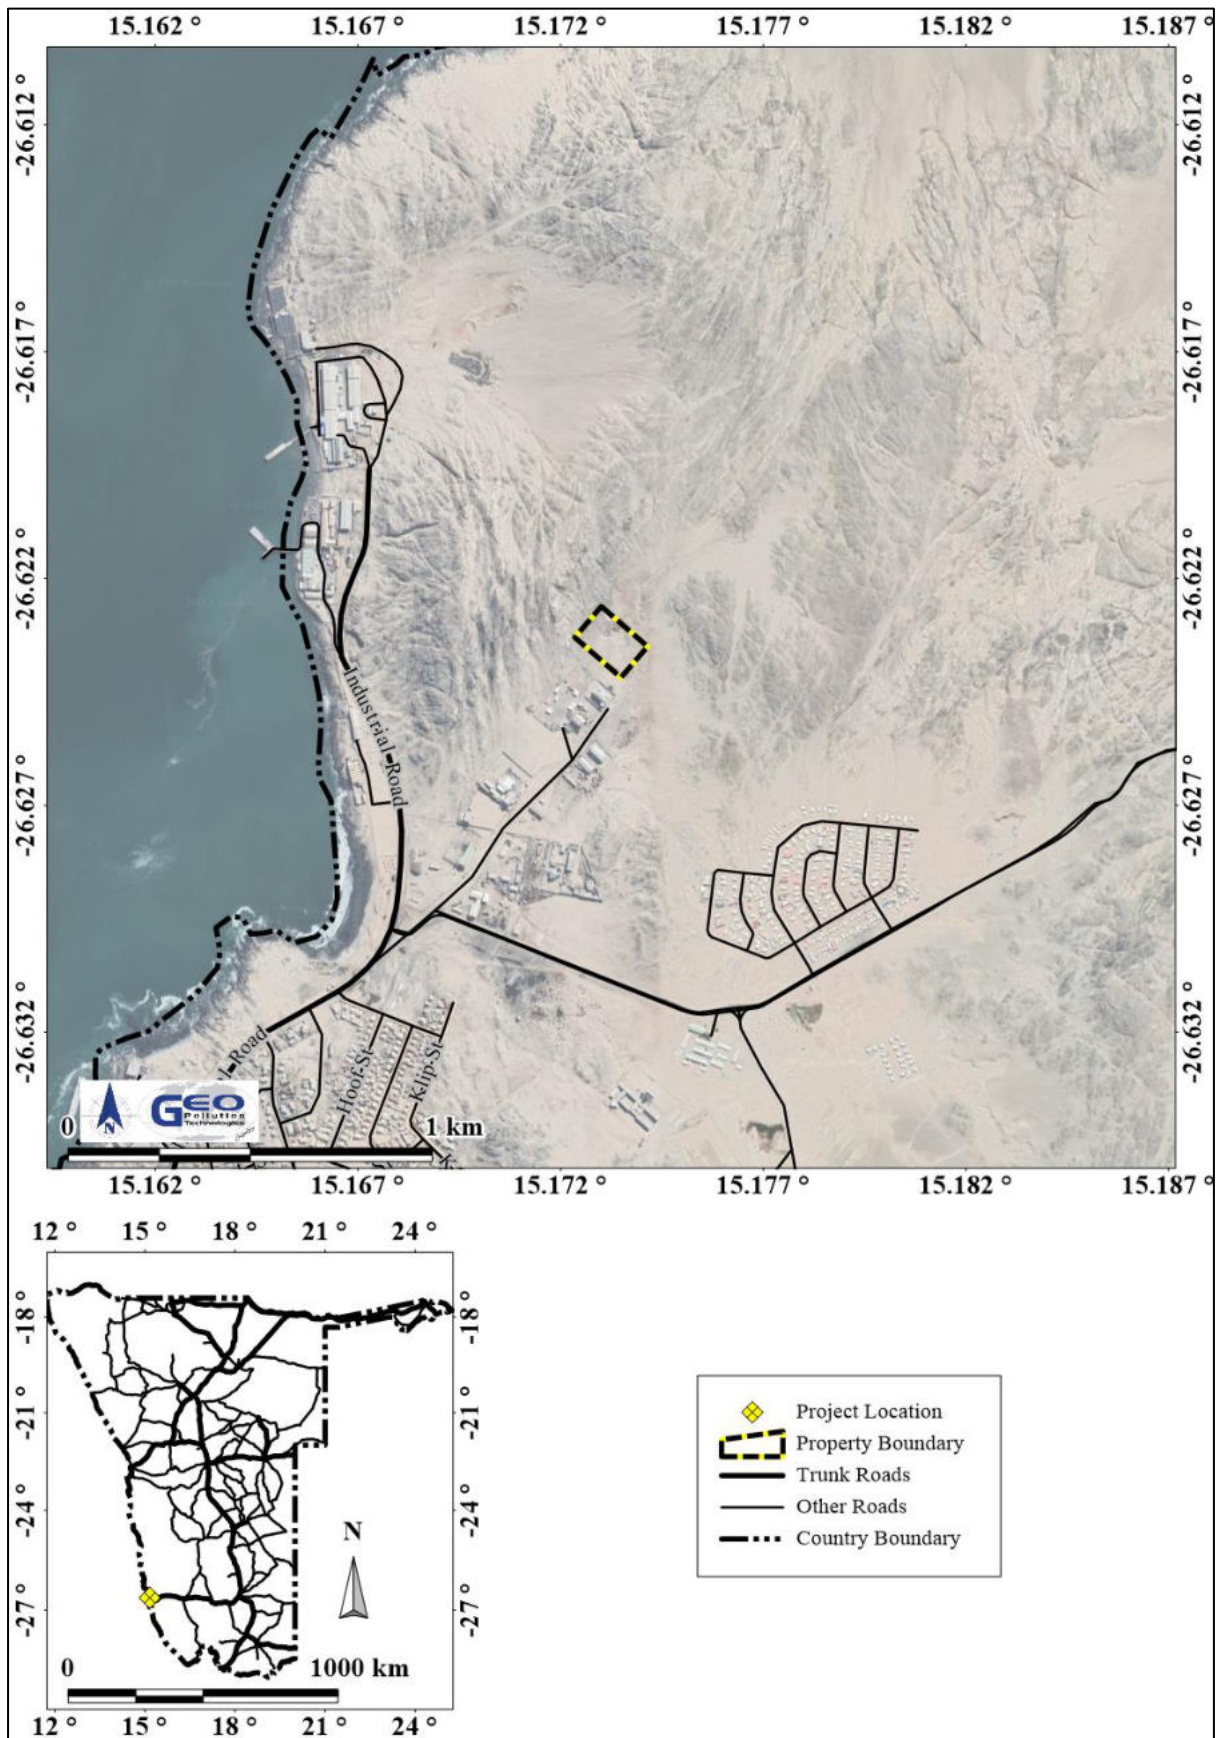 15.162 ° 15.167 ° 15.172 ° 15.177 ° 15.182 ° 15.187 °
-26.612 ° -26.612 °
-26.617 ° -26.617 °
-26.622 ° -26.622 °
Industrial Road
-26.627 ° -26.627 °
-26.632 ° -26.632 °
Road
Hoof St
Klip St
GEO
Pollution
Technologies
N
0 1 km
15.162 ° 15.167 ° 15.172 ° 15.177 ° 15.182 ° 15.187 °
12 ° 15 ° 18 ° 21 ° 24 °
-18 ° -18 °
-21 ° -21 °
-24 ° -24 °
-27 ° -27 °
N
0 1000 km
12 ° 15 ° 18 ° 21 ° 24 °
Project Location
Property Boundary
Trunk Roads
Other Roads
Country Boundary